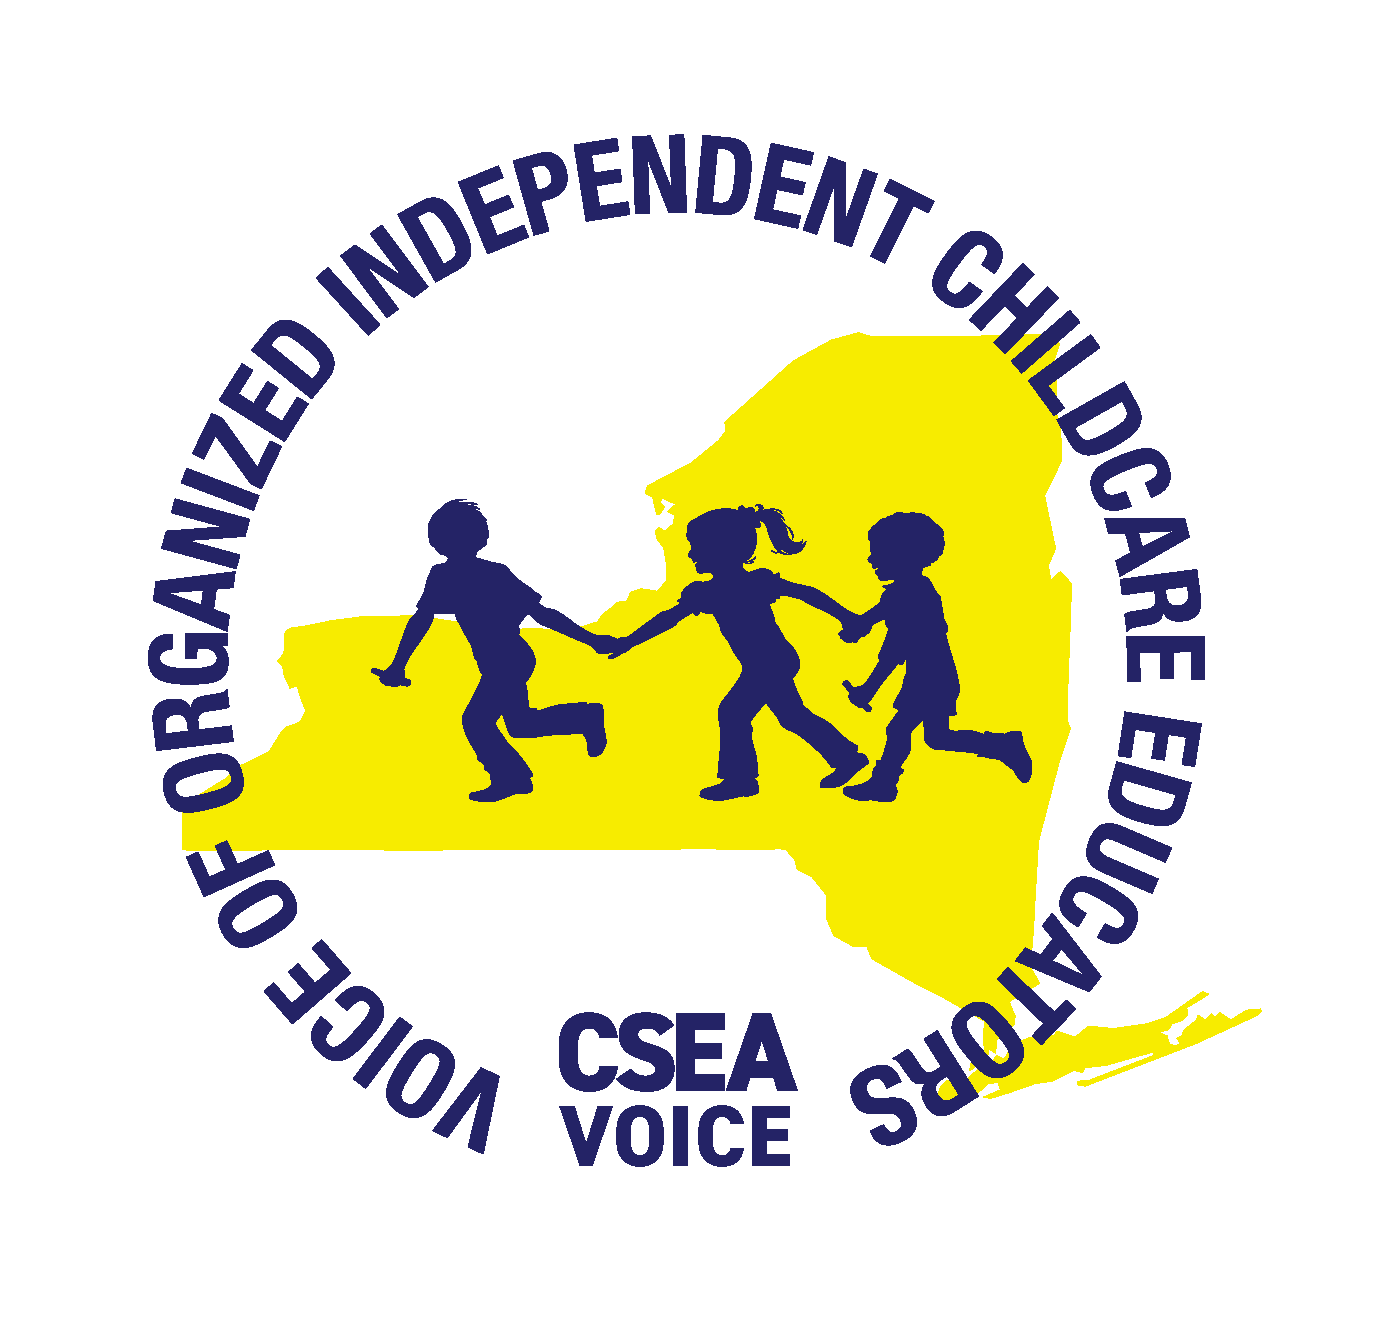 VOICE OF ORGANIZED INDEPENDENT CHILDCARE EDUCATORS
CSEA
VOICE